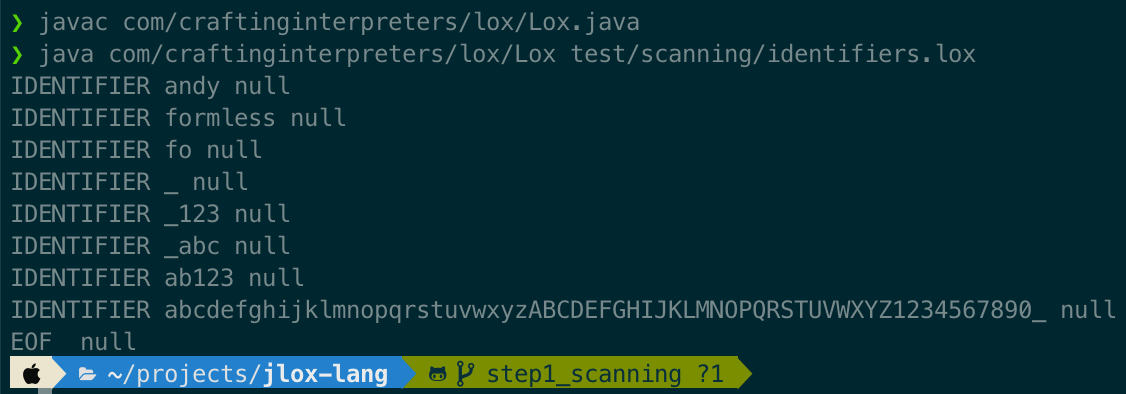 ❯ javac com/craftinginterpreters/lox/Lox.java
❯ java com/craftinginterpreters/lox/Lox test/scanning/identifiers.lox
IDENTIFIER andy null
IDENTIFIER formless null
IDENTIFIER fo null
IDENTIFIER _ null
IDENTIFIER _123 null
IDENTIFIER _abc null
IDENTIFIER ab123 null
IDENTIFIER abcdefghijklmnopqrstuvwxyzABCDEFGHIJKLMNOPQRSTUVWXYZ1234567890_ null
EOF  null
~/projects/jlox-lang step1_scanning ?1